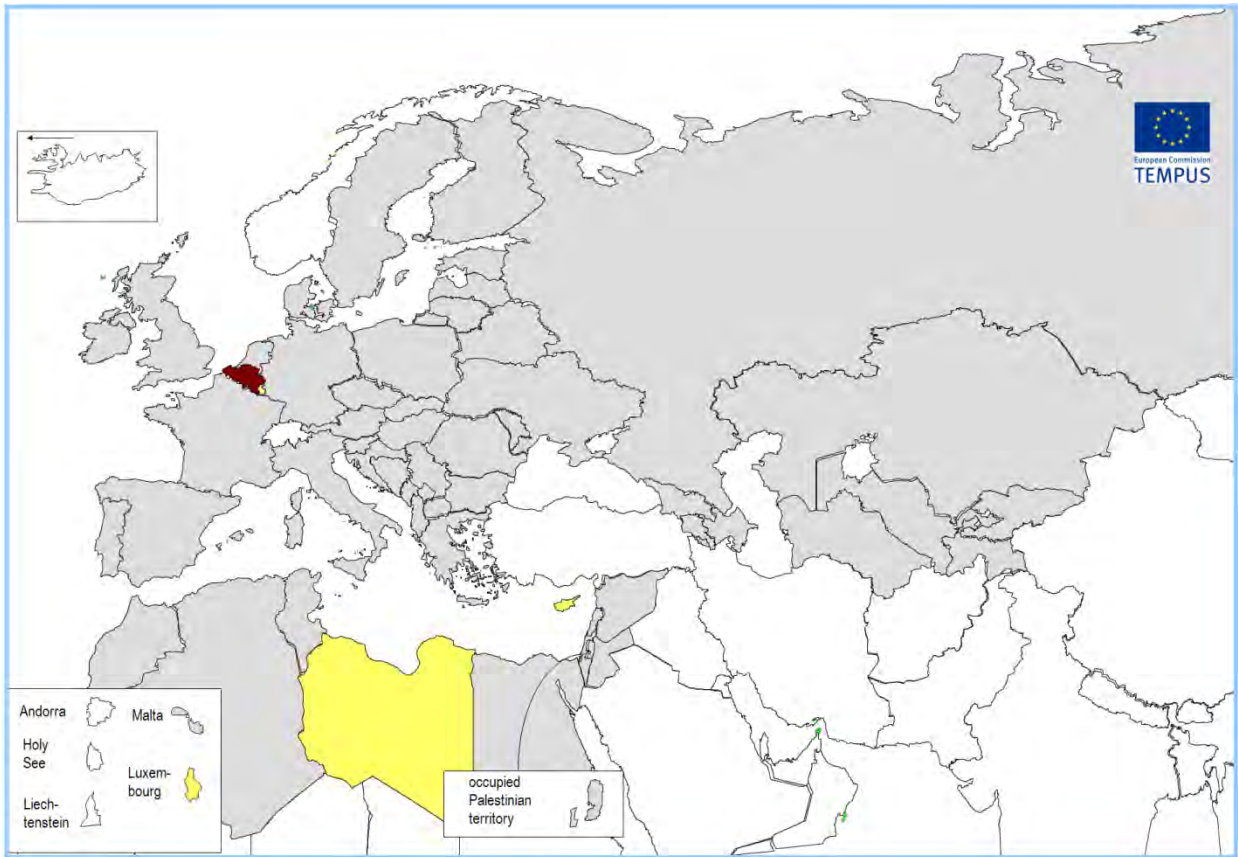 European Commission
TEMPUS
Andorra
Malta
Holy
See
Luxem-
bourg
Liech-
tenstein
occupied
Palestinian
territory